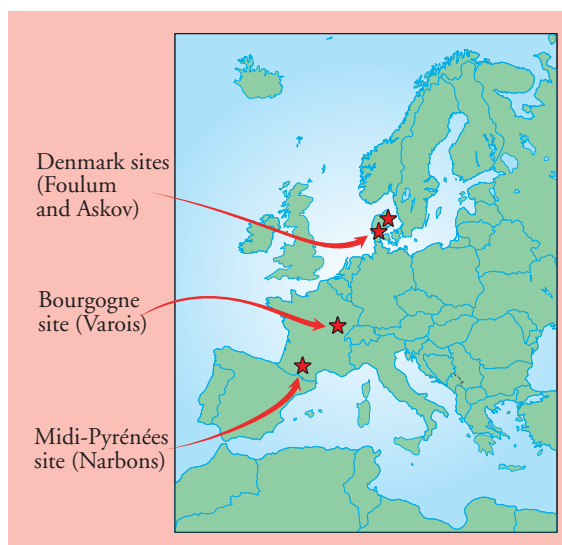 Denmark sites
(Foulum
and Askov)
Bourgogne
site (Varois)
Midi-Pyrénées
site (Narbons)